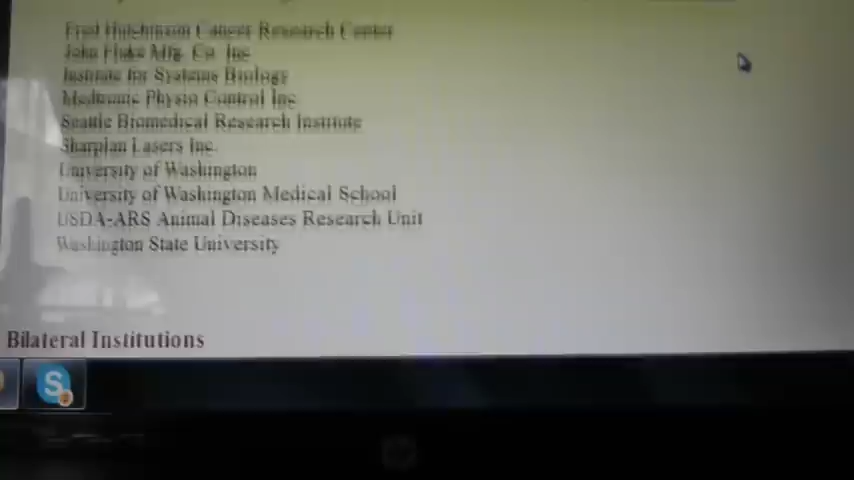 Fred Hutchinson Cancer Research Center
John Fluke Mfg. Co. Inc.
Institute for Systems Biology
Medtronic Physio Control Inc
Seattle Biomedical Research Institute
Sharplan Lasers Inc.
University of Washington
University of Washington Medical School
USDA-ARS Animal Diseases Research Unit
Washington State University
Bilateral Institutions
S